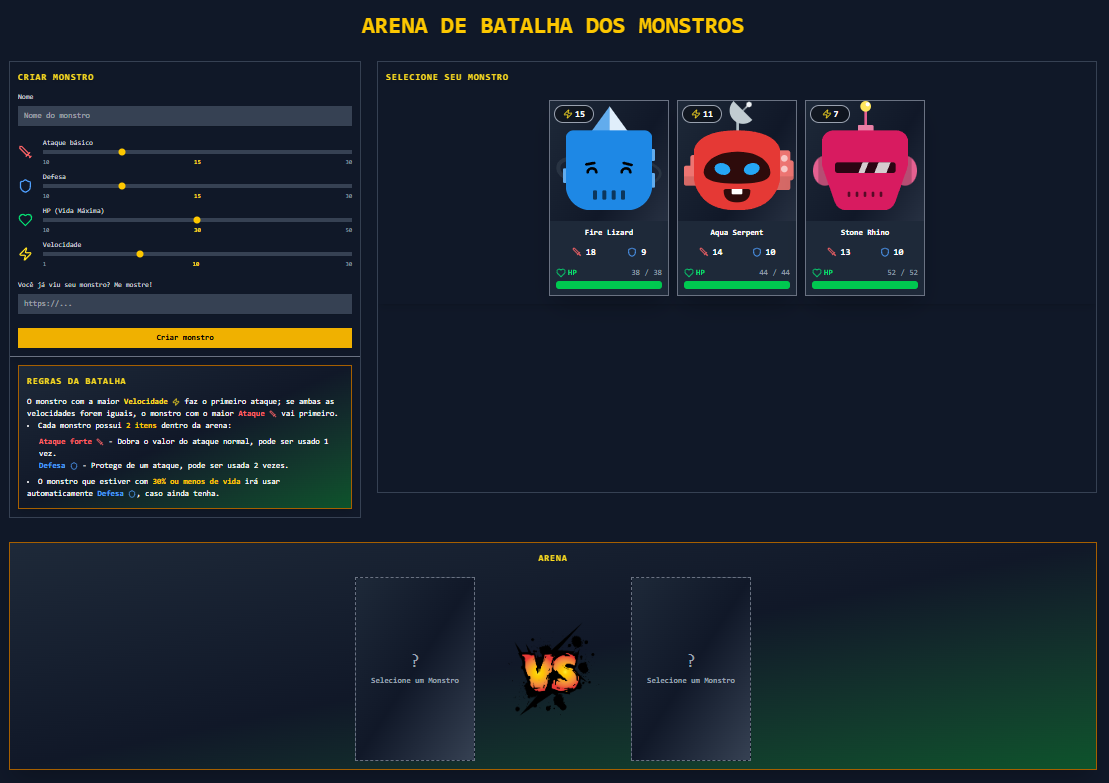 ARENA DE BATALHA DOS MONSTROS
CRIAR MONSTRO
Nome
Nome do monstro
Ataque básico
10 15 30
Defesa
10 15 30
HP (Vida Máxima)
10 30 50
Velocidade
1 10 30
Você já viu seu monstro? Me mostre!
https://...
Criar monstro
REGRAS DA BATALHA
O monstro com a maior Velocidade faz o primeiro ataque; se ambas as
velocidades forem iguais, o monstro com o maior Ataque vai primeiro.
• Cada monstro possui 2 itens dentro da arena:
Ataque forte - Dobra o valor do ataque normal, pode ser usado 1
vez.
Defesa - Protege de um ataque, pode ser usada 2 vezes.
• O monstro que estiver com 30% ou menos de vida irá usar
automaticamente Defesa , caso ainda tenha.
SELECIONE SEU MONSTRO
15
Fire Lizard
18 9
HP 38 / 38
11
Aqua Serpent
14 10
HP 44 / 44
7
Stone Rhino
13 10
HP 52 / 52
ARENA
?
Selecione um Monstro
VS
?
Selecione um Monstro